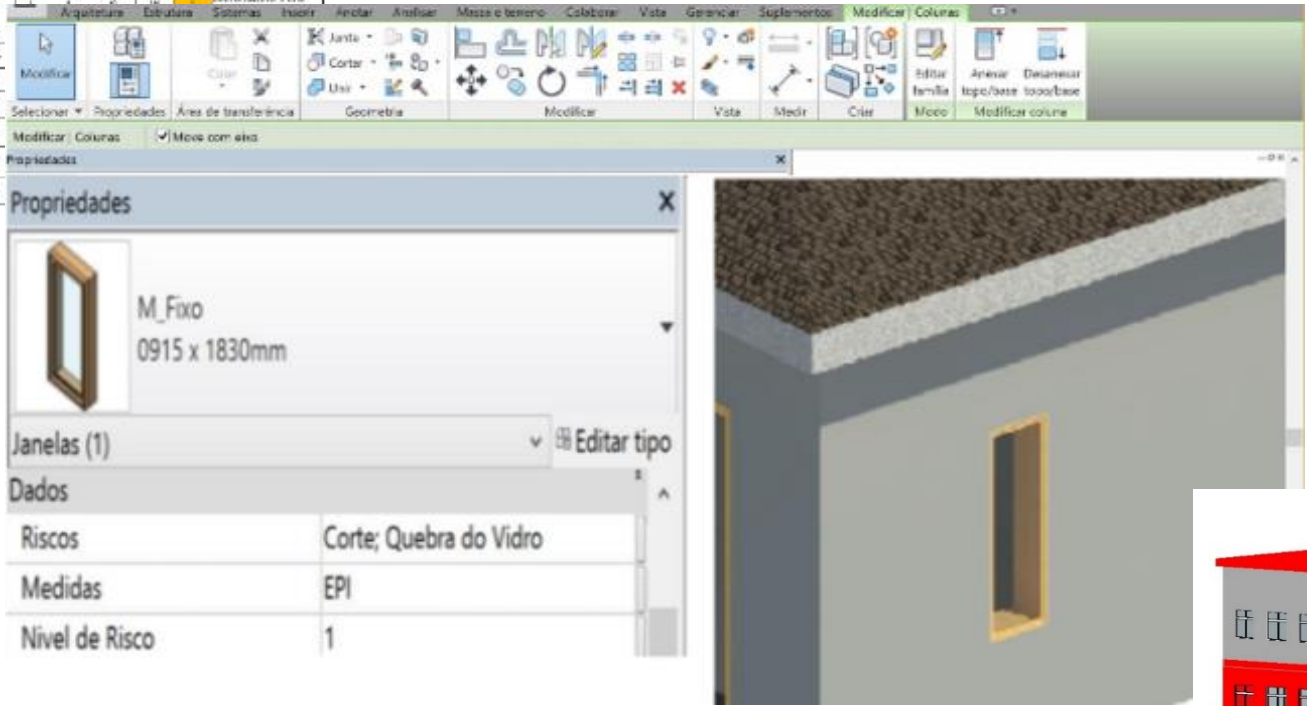 Arquitetura Estrutura Sistemas Inserir Anotar Analisar Massa e terreno Colaborar Vista Gerenciar Suplementos Modificar | Colunas
Modificar
Colar
Junta
Cortar
Unir
Editar família
Anexar topo/base
Desanexar topo/base
Selecionar Propriedades Área de transferência Geometria Modificar Vista Medir Criar Modo Modificar coluna
Modificar | Colunas Move com eixo
Propriedades
Propriedades
M_Fixo
0915 x 1830mm
Janelas (1) Editar tipo
Dados
Riscos Corte; Quebra do Vidro
Medidas EPI
Nivel de Risco 1